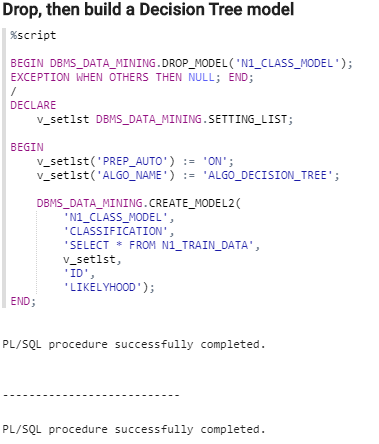 Drop, then build a Decision Tree model
%script
BEGIN DBMS_DATA_MINING.DROP_MODEL('N1_CLASS_MODEL');
EXCEPTION WHEN OTHERS THEN NULL; END;
/
DECLARE
v_setlst DBMS_DATA_MINING.SETTING_LIST;
BEGIN
v_setlst('PREP_AUTO') := 'ON';
v_setlst('ALGO_NAME') := 'ALGO_DECISION_TREE';
DBMS_DATA_MINING.CREATE_MODEL2(
'N1_CLASS_MODEL',
'CLASSIFICATION',
'SELECT * FROM N1_TRAIN_DATA',
v_setlst,
'ID',
'LIKELYHOOD');
END;
PL/SQL procedure successfully completed.
---------------------------
PL/SQL procedure successfully completed.